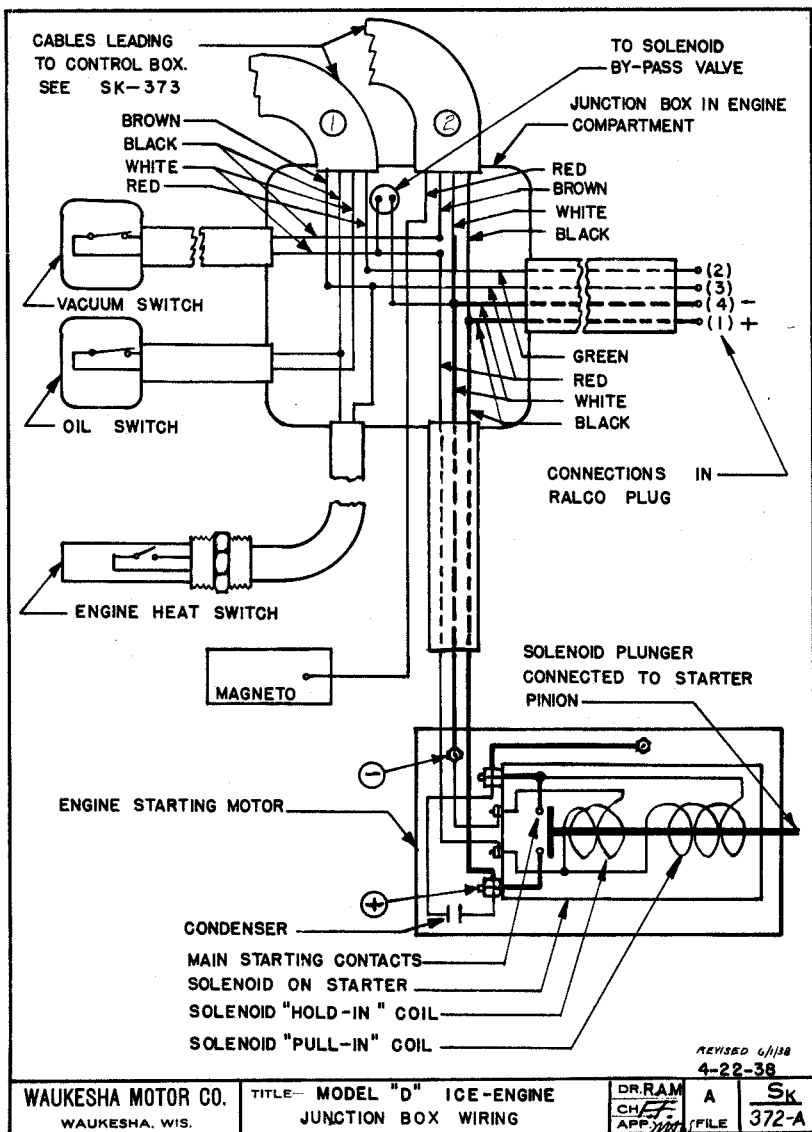 CABLES LEADING
TO CONTROL BOX.
SEE SK-373
TO SOLENOID
BY-PASS VALVE
JUNCTION BOX IN ENGINE
COMPARTMENT
1
2
BROWN
BLACK
WHITE
RED
RED
BROWN
WHITE
BLACK
VACUUM SWITCH
(2)
(3)
(4) -
(1) +
OIL SWITCH
GREEN
RED
WHITE
BLACK
CONNECTIONS IN
RALCO PLUG
ENGINE HEAT SWITCH
MAGNETO
SOLENOID PLUNGER
CONNECTED TO STARTER
PINION
-
ENGINE STARTING MOTOR
+
CONDENSER
MAIN STARTING CONTACTS
SOLENOID ON STARTER
SOLENOID "HOLD-IN" COIL
SOLENOID "PULL-IN" COIL
REVISED 6/1/38
4-22-38
WAUKESHA MOTOR CO.
WAUKESHA, WIS.
TITLE- MODEL "D" ICE-ENGINE
JUNCTION BOX WIRING
DR. RAM
CH
APP.
A
FILE
SK
372-A